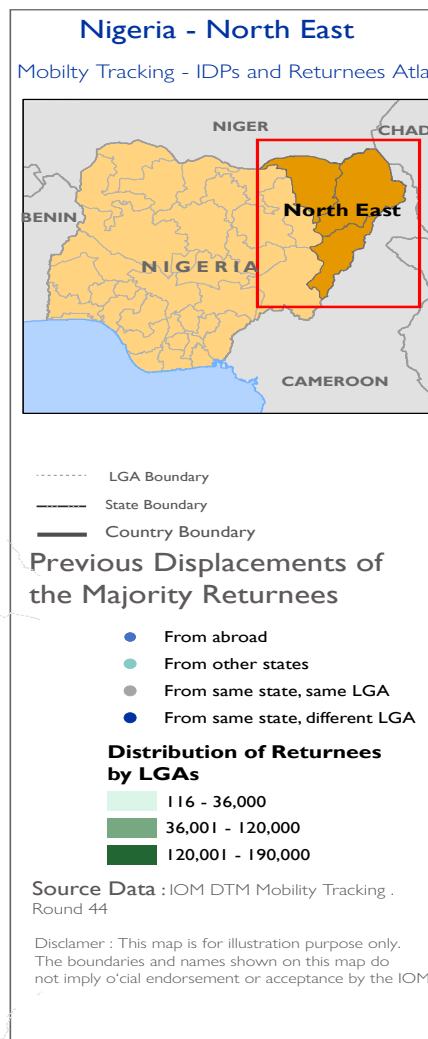 Nigeria - North East
Mobilty Tracking - IDPs and Returnees Atla
NIGER
CHAD
BENIN
North East
NIGERIA
CAMEROON
LGA Boundary
State Boundary
Country Boundary
Previous Displacements of
the Majority Returnees
From abroad
From other states
From same state, same LGA
From same state, different LGA
Distribution of Returnees
by LGAs
116 - 36,000
36,001 - 120,000
120,001 - 190,000
Source Data : IOM DTM Mobility Tracking .
Round 44
Disclamer : This map is for illustration purpose only.
The boundaries and names shown on this map do
not imply o‘cial endorsement or acceptance by the IOM